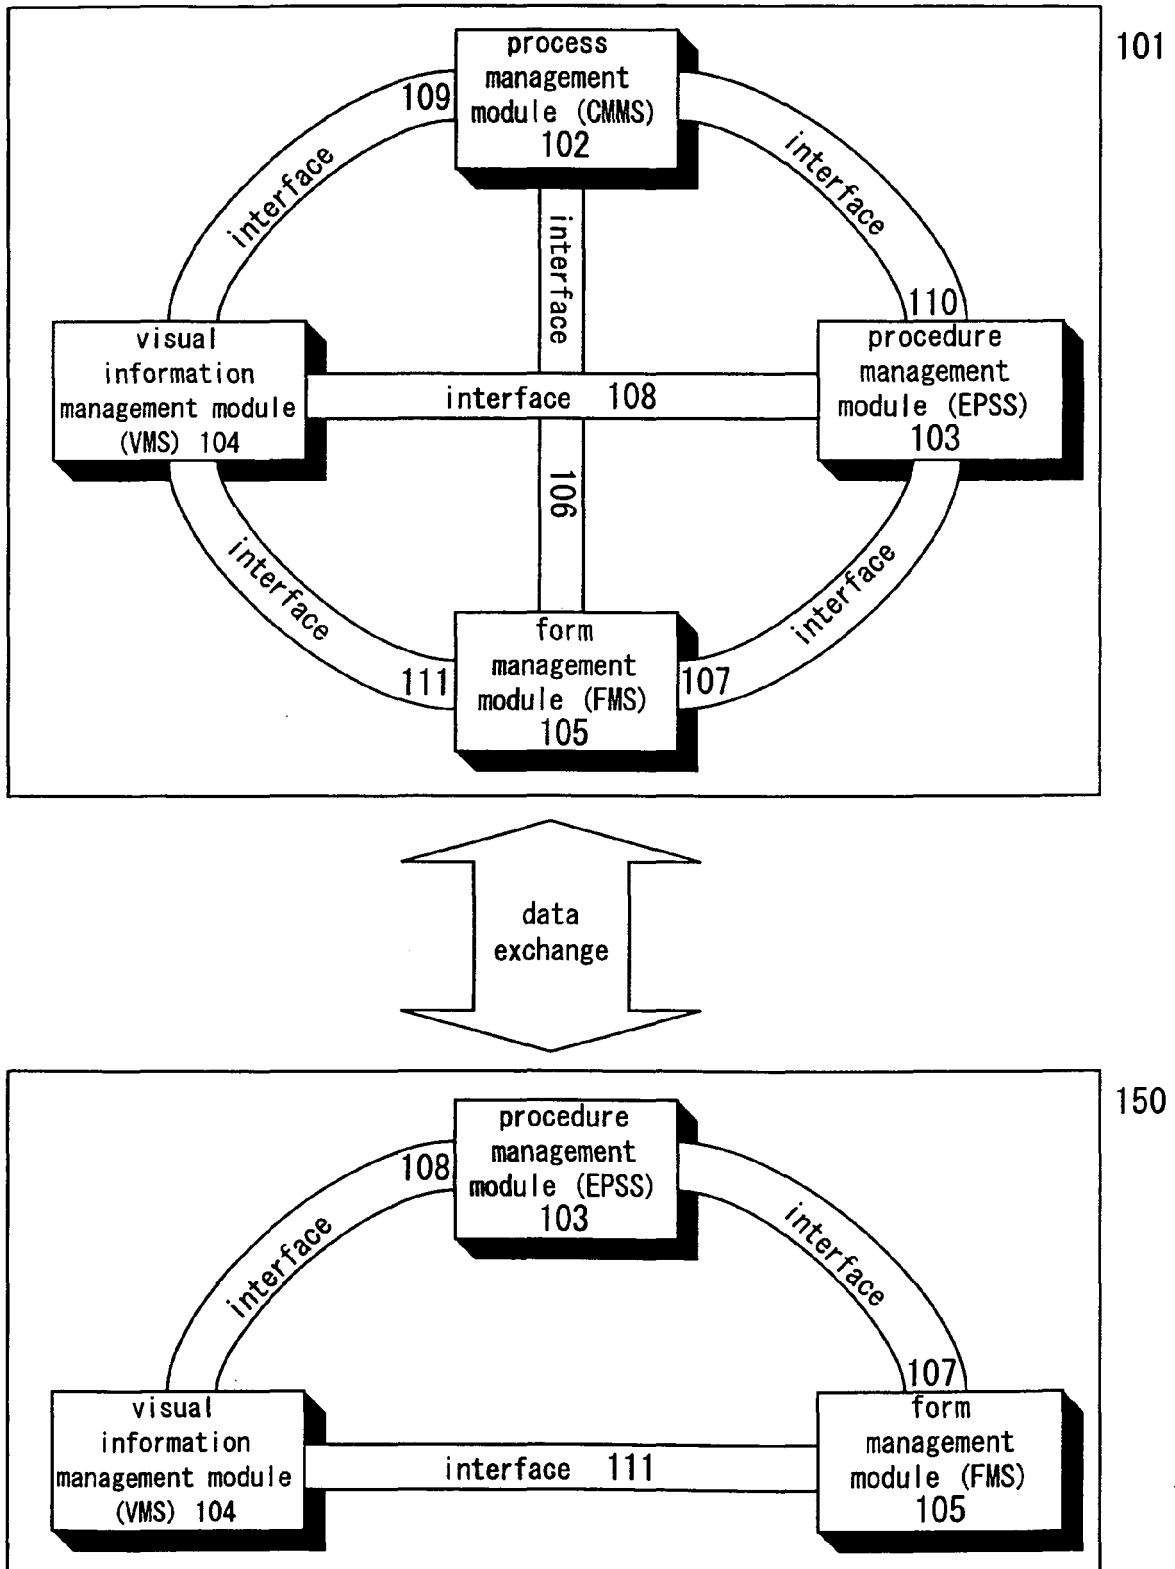 101
process
management
module (CMMS)
102
109
interface
interface
interface
110
visual
information
management module
(VMS) 104
procedure
management
module (EPSS)
103
interface 108
106
interface
interface
form
management
module (FMS)
105
111
107
data
exchange
150
procedure
management
module (EPSS)
103
108
interface
interface
107
visual
information
management module
(VMS) 104
form
management
module (FMS)
105
interface 111